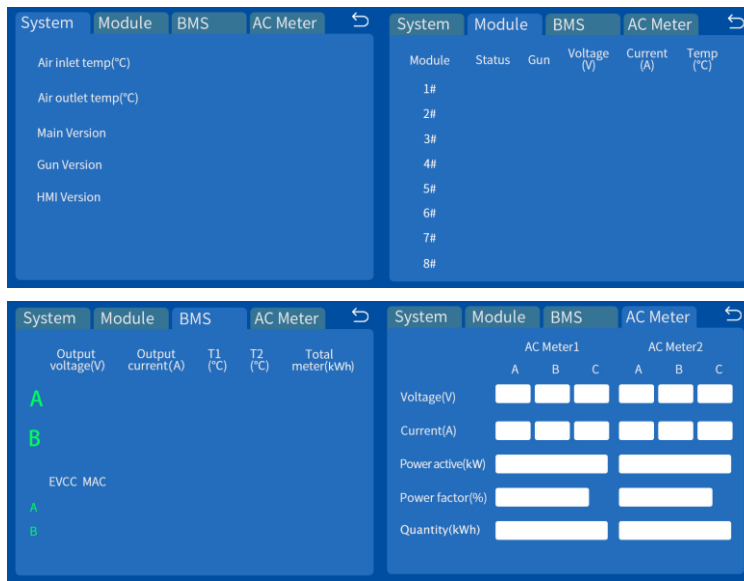 System Module BMS AC Meter
Air inlet temp(°C)
Air outlet temp(°C)
Main Version
Gun Version
HMI Version
System Module BMS AC Meter
Module Status Gun Voltage (V) Current (A) Temp (°C)
1#
2#
3#
4#
5#
6#
7#
8#
System Module BMS AC Meter
Output voltage(V) Output current(A) T1 (°C) T2 (°C) Total meter(kWh)
A
B
EVCC MAC
A
B
System Module BMS AC Meter
AC Meter1 AC Meter2
A B C A B C
Voltage(V)
Current(A)
Power active(kW)
Power factor(%)
Quantity(kWh)